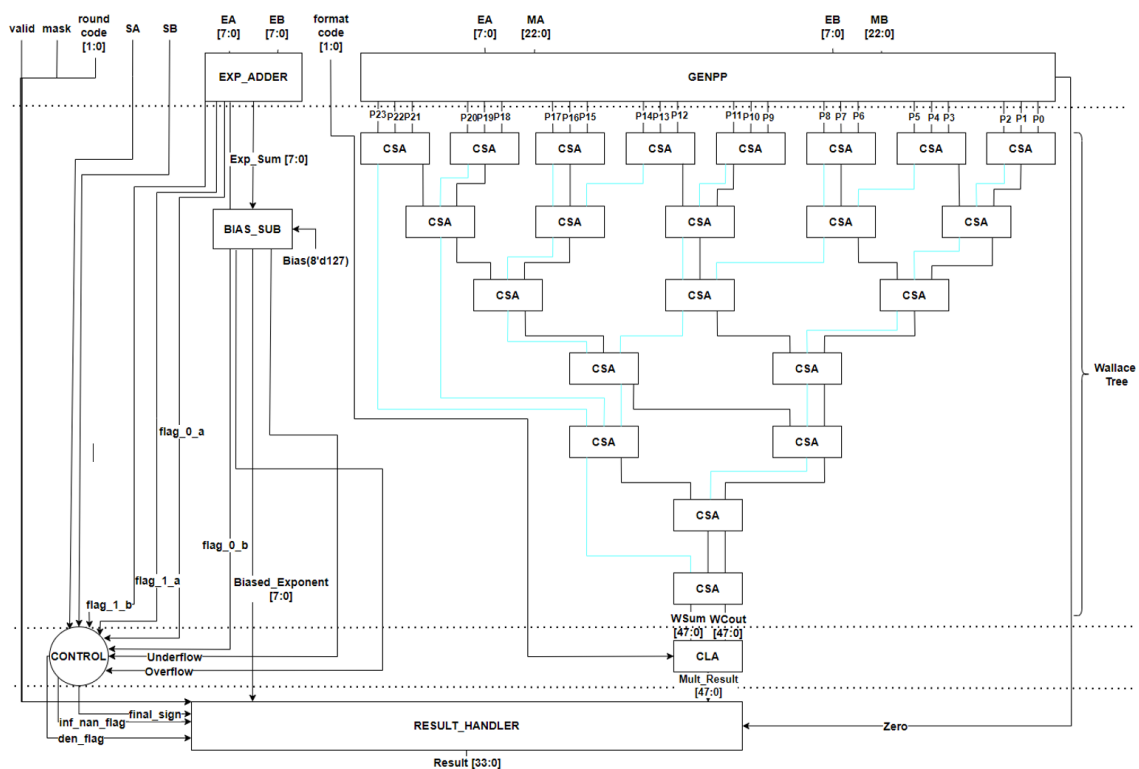 valid
mask
round
code
[1:0]
SA
SB
EA
[7:0]
EB
[7:0]
format
code
[1:0]
EA
[7:0]
MA
[22:0]
EB
[7:0]
MB
[22:0]
EXP_ADDER
GENPP
P23
P22
P21
P20
P19
P18
P17
P16
P15
P14
P13
P12
P11
P10
P9
P8
P7
P6
P5
P4
P3
P2
P1
P0
CSA
CSA
CSA
CSA
CSA
CSA
CSA
CSA
Exp_Sum [7:0]
BIAS_SUB
Bias(8'd127)
CSA
CSA
CSA
CSA
CSA
CSA
CSA
CSA
CSA
CSA
Wallace
Tree
flag_0_a
CSA
CSA
CSA
flag_0_b
flag_1_a
Biased_Exponent
[7:0]
CSA
flag_1_b
WSum
[47:0]
WCout
[47:0]
CONTROL
Underflow
Overflow
CLA
Mult_Result
[47:0]
final_sign
inf_nan_flag
den_flag
RESULT_HANDLER
Zero
Result [33:0]